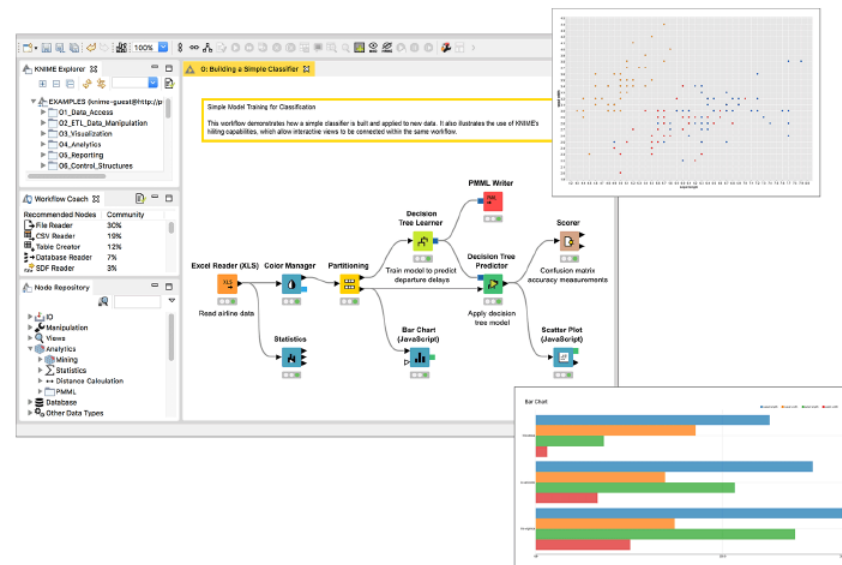 100%
KNIME Explorer
EXAMPLES (knime-guest@http://p
01_Data_Access
02_ETL_Data_Manipulation
03_Visualization
04_Analytics
05_Reporting
06_Control_Structures
Workflow Coach
Recommended Nodes Community
File Reader 30%
CSV Reader 19%
Table Creator 12%
Database Reader 7%
SDF Reader 3%
Node Repository
IO
Manipulation
Views
Analytics
Mining
Statistics
Distance Calculation
PMML
Database
Other Data Types
0: Building a Simple Classifier
Simple Model Training for Classification
This workflow demonstrates how a simple classifier is built and applied to new data. It also illustrates the use of KNIME's
hiliting capabilities, which allow interactive views to be connected within the same workflow.
PMML Writer
Decision
Tree Learner
Train model to predict
departure delays
Scorer
Confusion matrix
accuracy measurements
Decision Tree
Predictor
Apply decision
tree model
Excel Reader (XLS)
XLS
Read airline data
Color Manager
Partitioning
Statistics
Bar Chart
(JavaScript)
Scatter Plot
(JavaScript)
Bar Chart